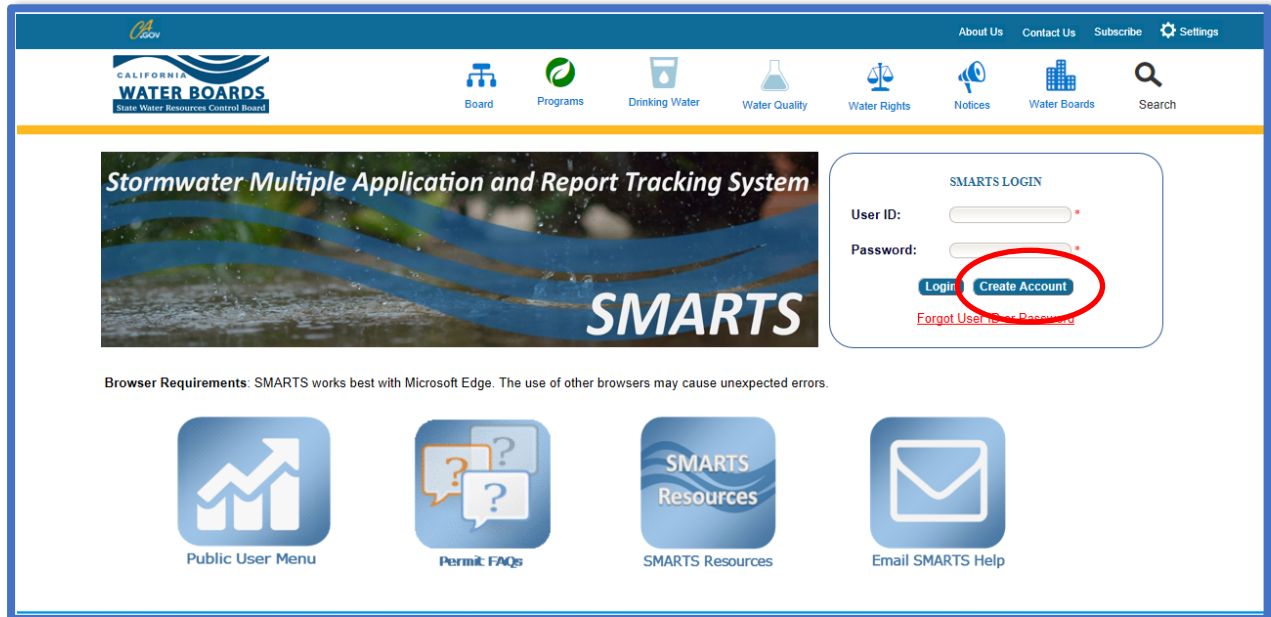 CA.GOV
About Us Contact Us Subscribe Settings
CALIFORNIA
WATER BOARDS
State Water Resources Control Board
Board Programs Drinking Water Water Quality Water Rights Notices Water Boards Search
Stormwater Multiple Application and Report Tracking System
SMARTS
SMARTS LOGIN
User ID: *
Password: *
Login Create Account
Forgot User ID or Password
Browser Requirements: SMARTS works best with Microsoft Edge. The use of other browsers may cause unexpected errors.
? ? ?
SMARTS
Resources
Public User Menu Permit FAQs SMARTS Resources Email SMARTS Help